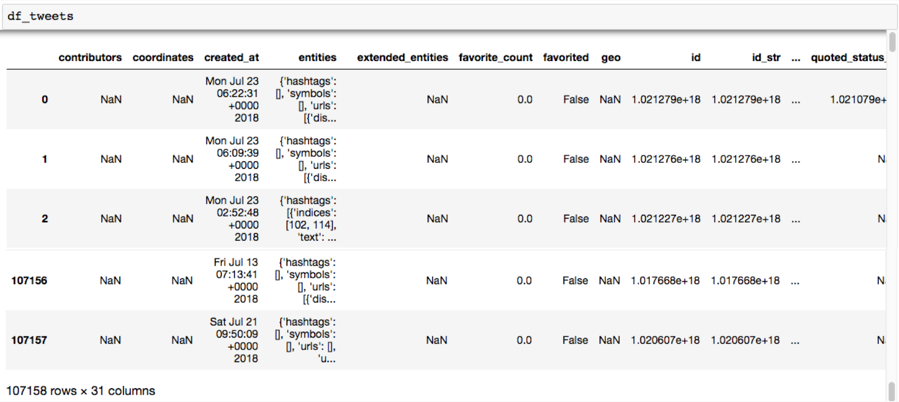 df_tweets
contributors coordinates created_at entities extended_entities favorite_count favorited geo id id_str ... quoted_status_
0 NaN NaN Mon Jul 23 06:22:31 +0000 2018 {'hashtags': [], 'symbols': [], 'urls': [{'dis... NaN 0.0 False NaN 1.021279e+18 1.021279e+18 ... 1.021079e+
1 NaN NaN Mon Jul 23 06:09:39 +0000 2018 {'hashtags': [], 'symbols': [], 'urls': [{'dis... NaN 0.0 False NaN 1.021276e+18 1.021276e+18 ... Na
2 NaN NaN Mon Jul 23 02:52:48 +0000 2018 {'hashtags': [{'indices': [102, 114], 'text': ... NaN 0.0 False NaN 1.021227e+18 1.021227e+18 ... Na
107156 NaN NaN Fri Jul 13 07:13:41 +0000 2018 {'hashtags': [], 'symbols': [], 'urls': [{'dis... NaN 0.0 False NaN 1.017668e+18 1.017668e+18 ... Na
107157 NaN NaN Sat Jul 21 09:50:09 +0000 2018 {'hashtags': [], 'symbols': [], 'urls': [], 'u... NaN 0.0 False NaN 1.020607e+18 1.020607e+18 ... Na
107158 rows × 31 columns